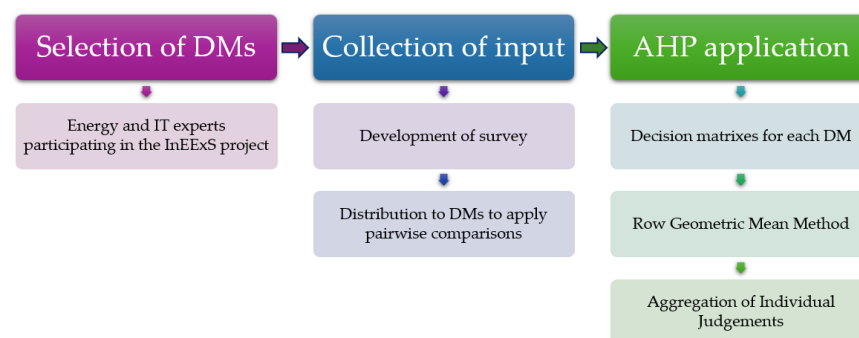 Selection of DMs
Collection of input
AHP application
Energy and IT experts
participating in the InEExS project
Development of survey
Decision matrixes for each DM
Distribution to DMs to apply
pairwise comparisons
Row Geometric Mean Method
Aggregation of Individual
Judgements